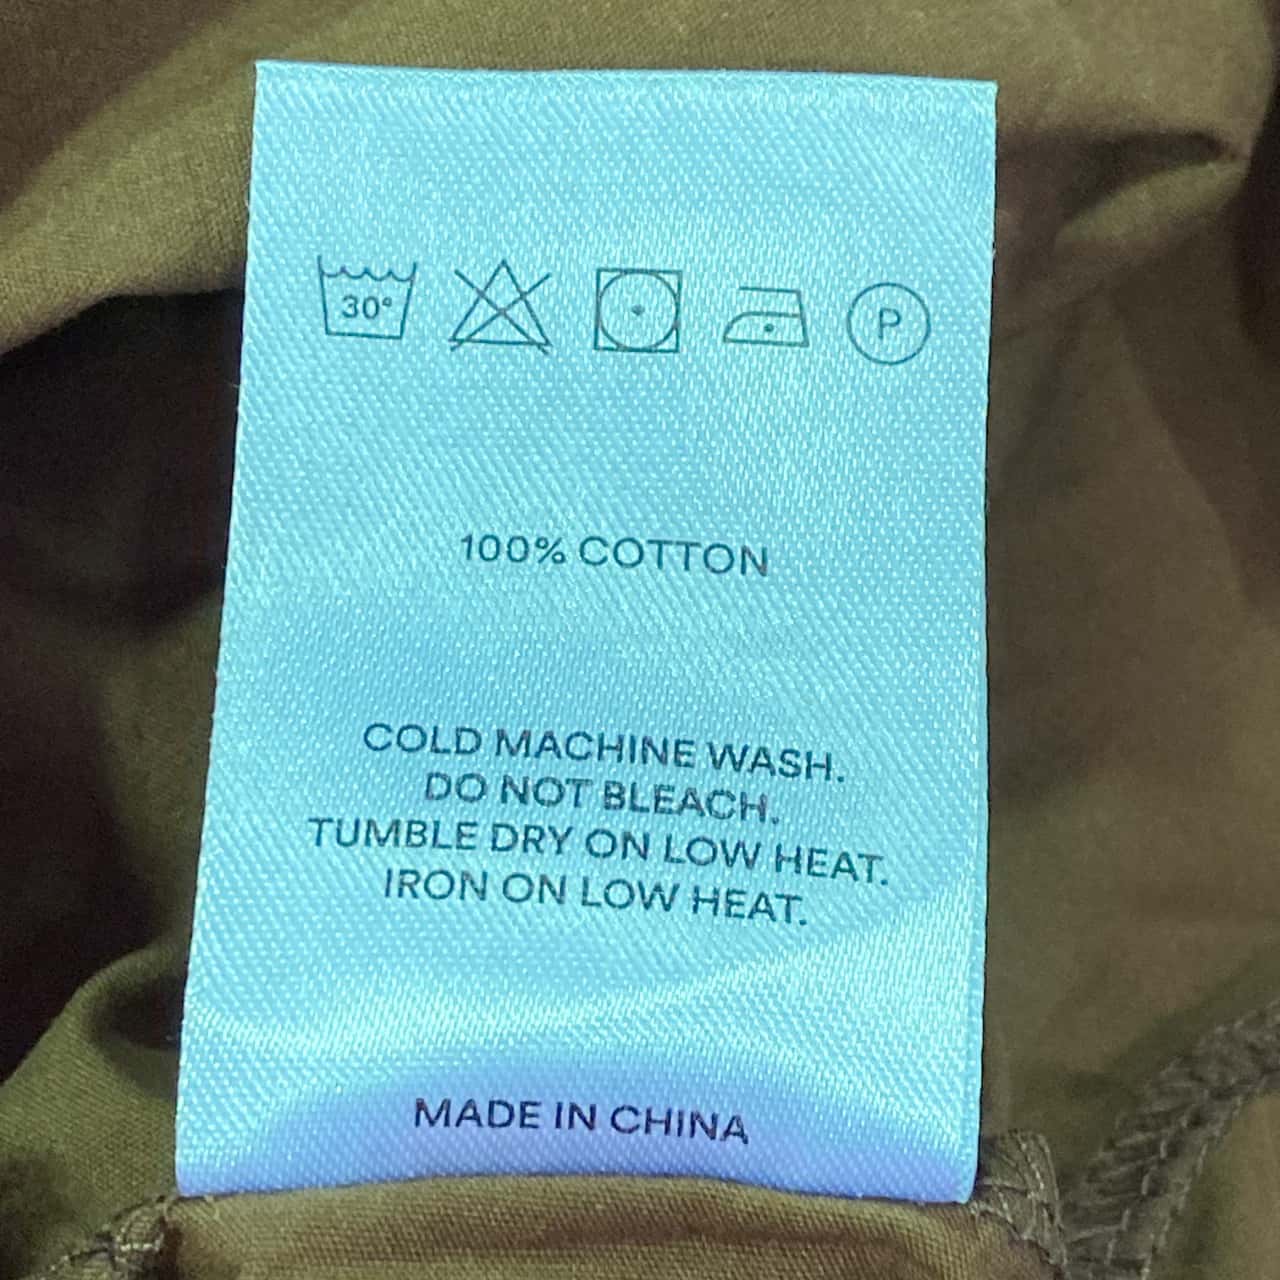 30° P
100% COTTON
COLD MACHINE WASH.
DO NOT BLEACH.
TUMBLE DRY ON LOW HEAT.
IRON ON LOW HEAT.
MADE IN CHINA